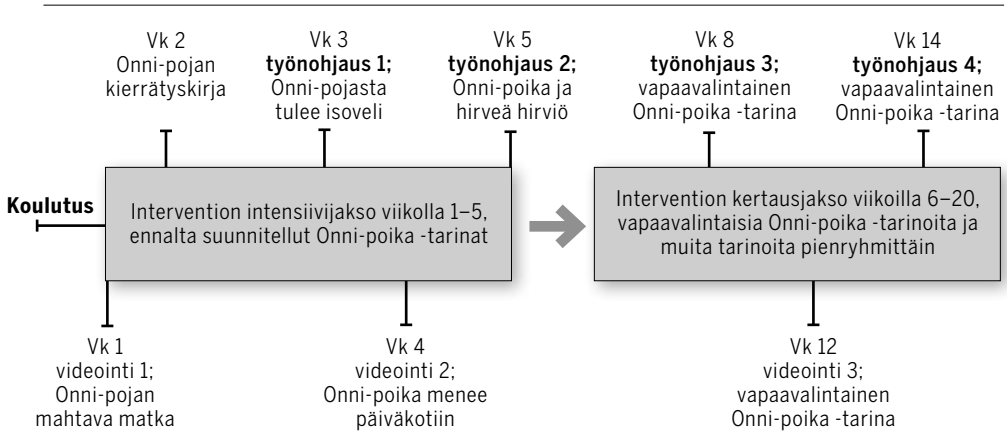 Vk 2
Onni-pojan
kierrätyskirja
Vk 3
työnohjaus 1;
Onni-pojasta
tulee isoveli
Vk 5
työnohjaus 2;
Onni-poika ja
hirveä hirviö
Vk 8
työnohjaus 3;
vapaavalintainen
Onni-poika -tarina
Vk 14
työnohjaus 4;
vapaavalintainen
Onni-poika -tarina
Koulutus
Intervention intensiivijakso viikolla 1–5,
ennalta suunnitellut Onni-poika -tarinat
Intervention kertausjakso viikoilla 6–20,
vapaavalintaisia Onni-poika -tarinoita ja
muita tarinoita pienryhmittäin
Vk 1
videointi 1;
Onni-pojan
mahtava matka
Vk 4
videointi 2;
Onni-poika menee
päiväkotiin
Vk 12
videointi 3;
vapaavalintainen
Onni-poika -tarina